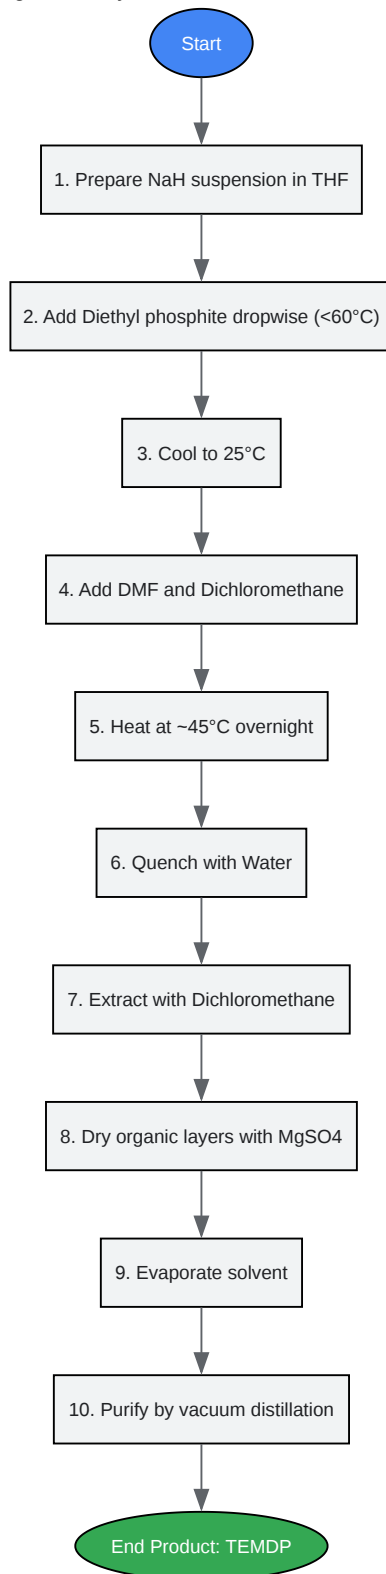 Start
1. Prepare NaH suspension in THF
2. Add Diethyl phosphite dropwise (<60°C)
3. Cool to 25°C
4. Add DMF and Dichloromethane
5. Heat at ~45°C overnight
6. Quench with Water
7. Extract with Dichloromethane
8. Dry organic layers with MgSO4
9. Evaporate solvent
10. Purify by vacuum distillation
End Product: TEMDP